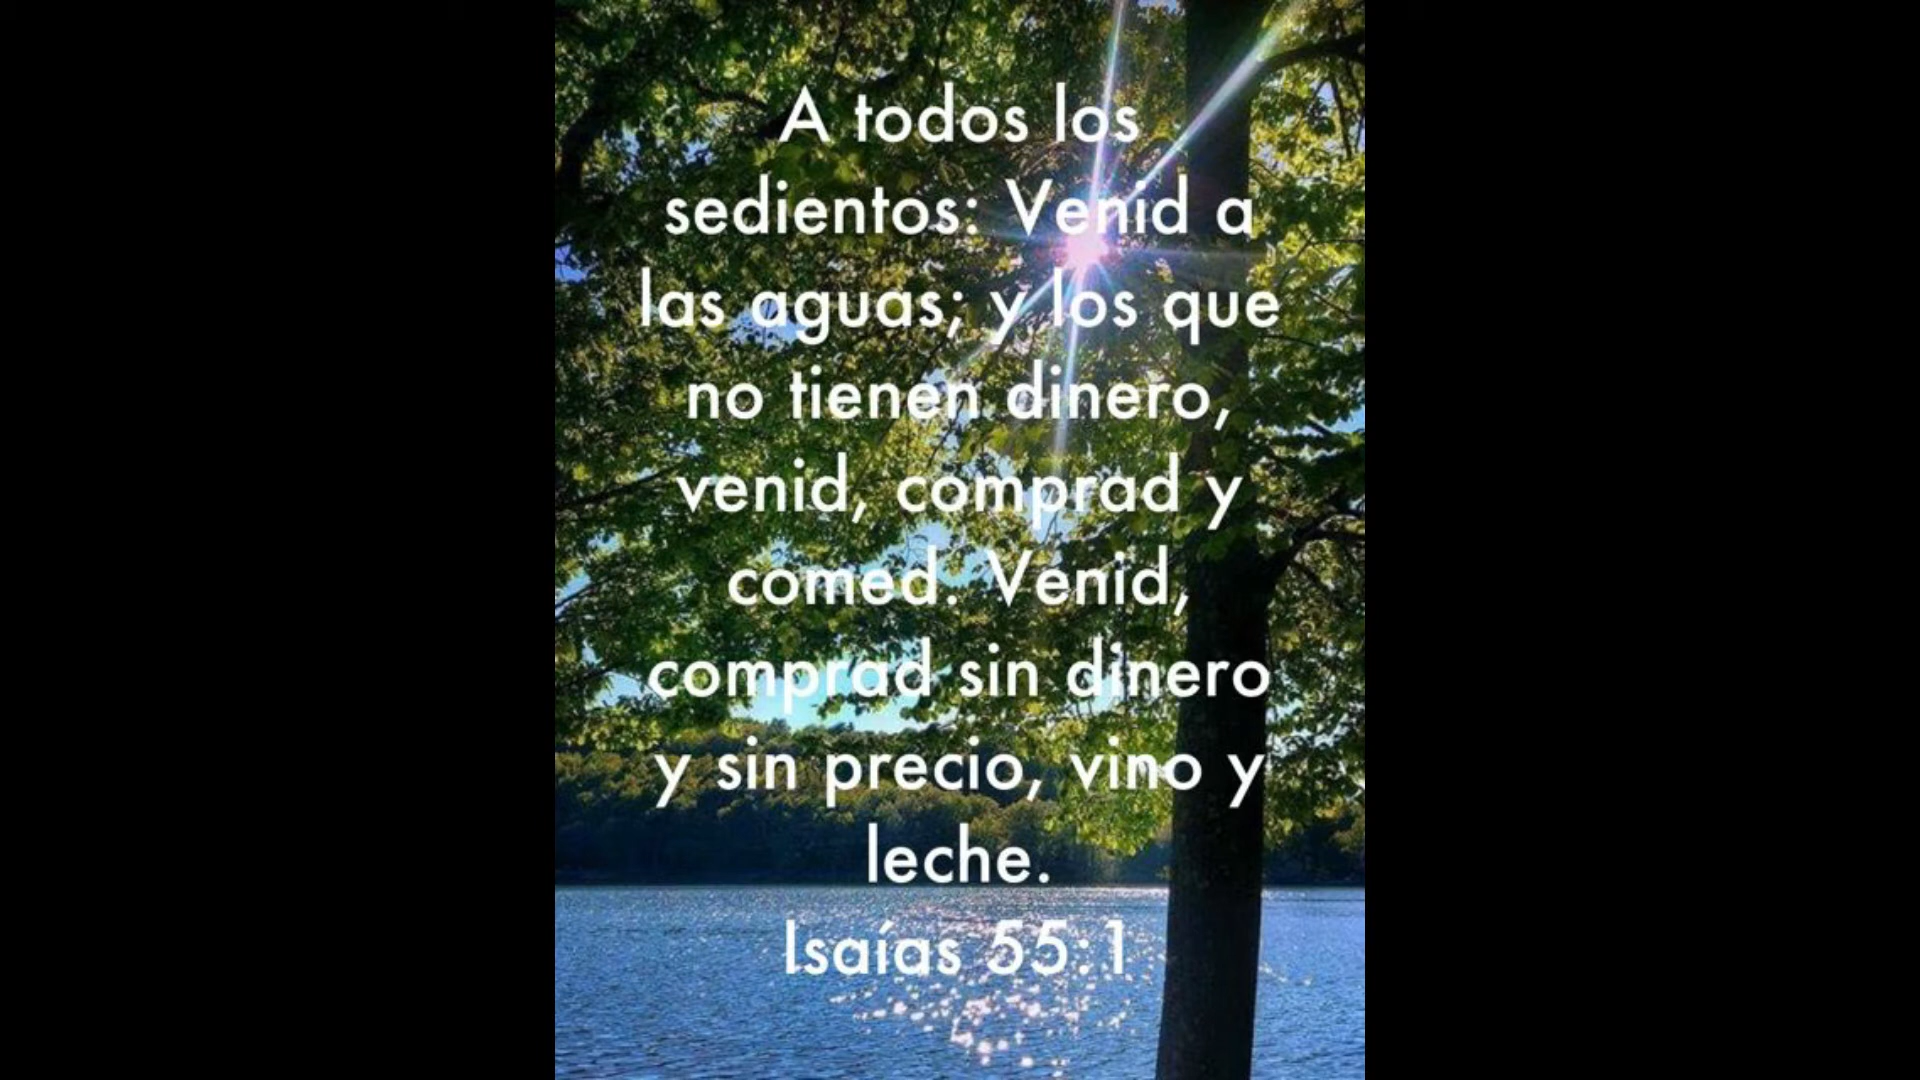 A todos los
sedientos: Venid a
las aguas; y los que
no tienen dinero,
venid, comprad y
comed. Venid,
comprad sin dinero
y sin precio, vino y
leche.
Isaías 55:1